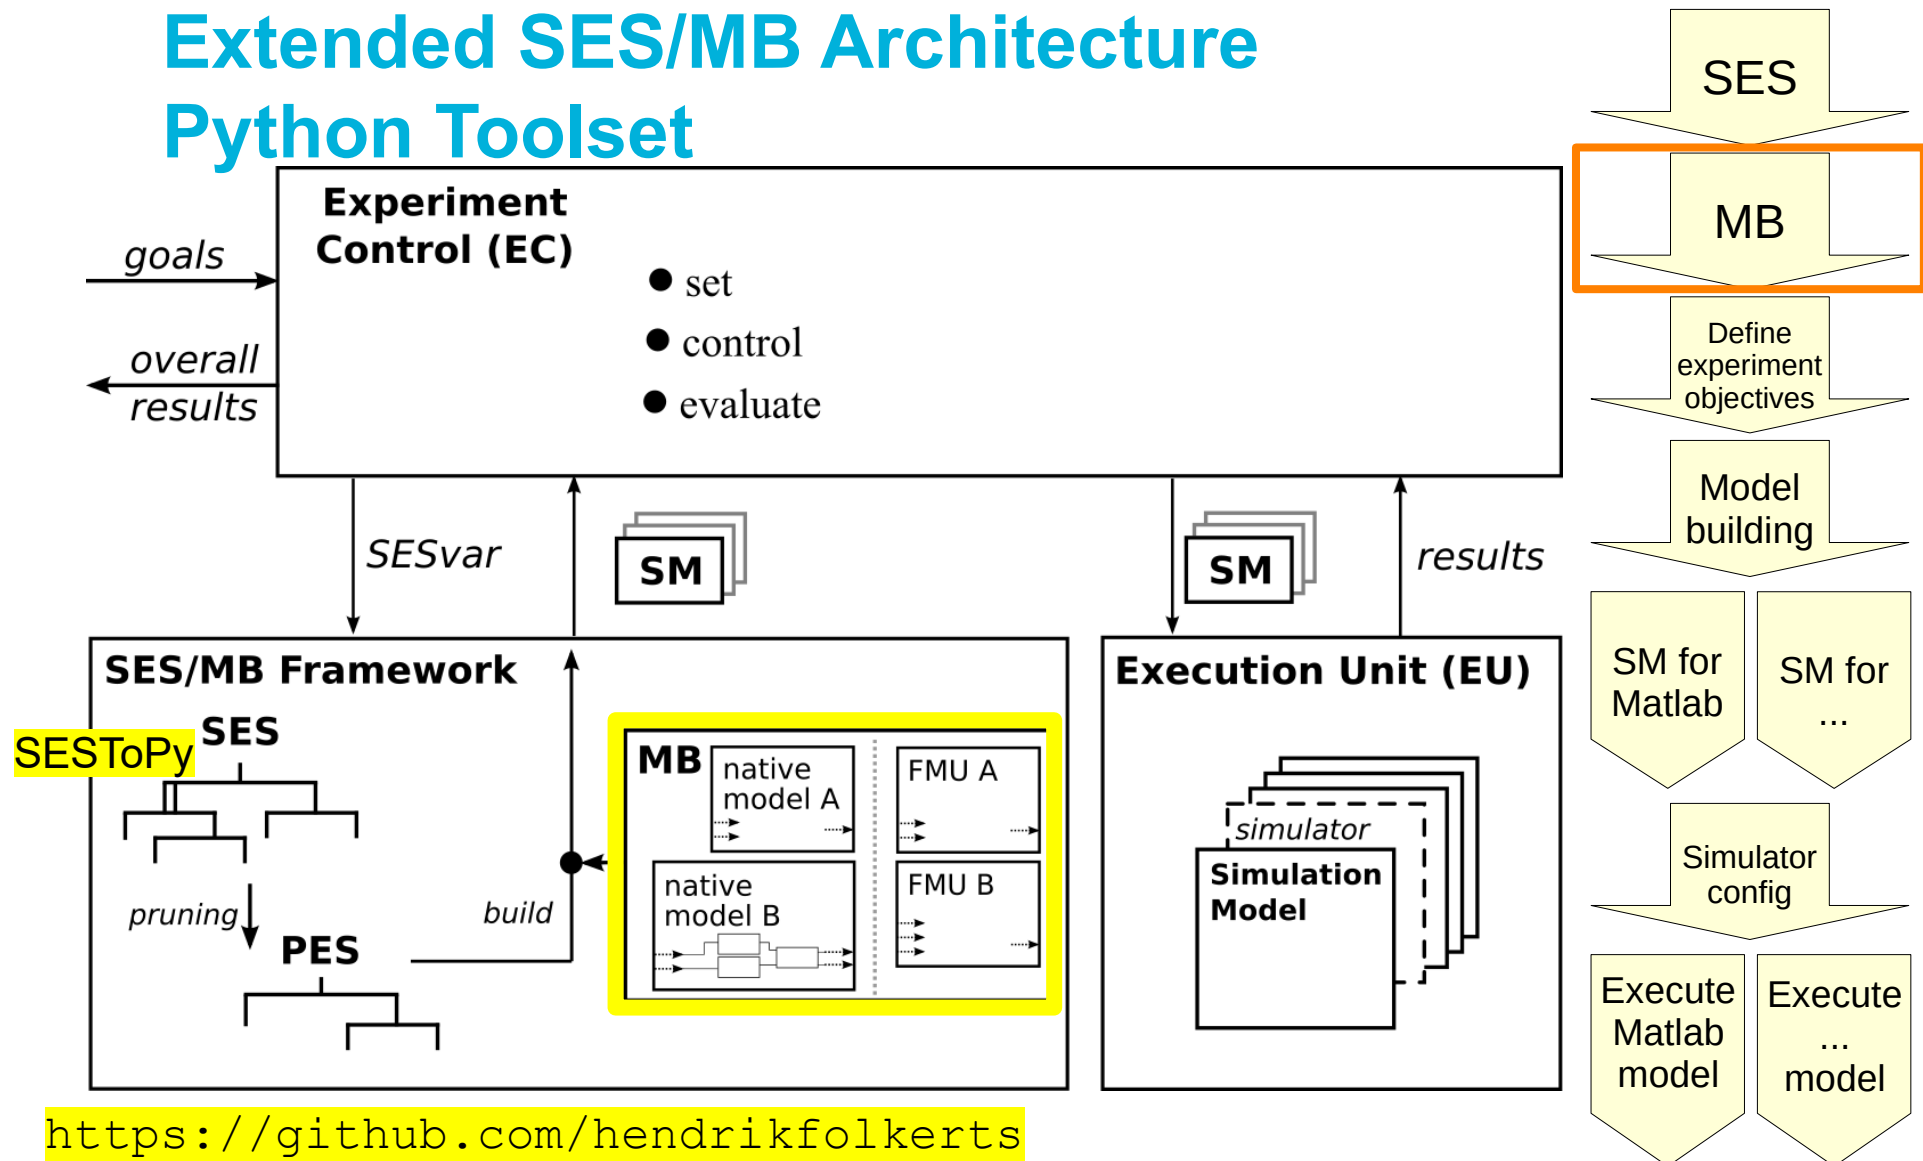 Extended SES/MB Architecture
Python Toolset
Experiment
Control (EC)
goals
overall
results
● set
● control
● evaluate
SESvar
SM
SM
results
SES/MB Framework
SESToPy
SES
pruning
PES
build
MB
native
model A
native
model B
FMU A
FMU B
Execution Unit (EU)
simulator
Simulation
Model
https://github.com/hendrikfolkerts
SES
MB
Define
experiment
objectives
Model
building
SM for
Matlab
SM for
...
Simulator
config
Execute
Matlab
model
Execute
...
model